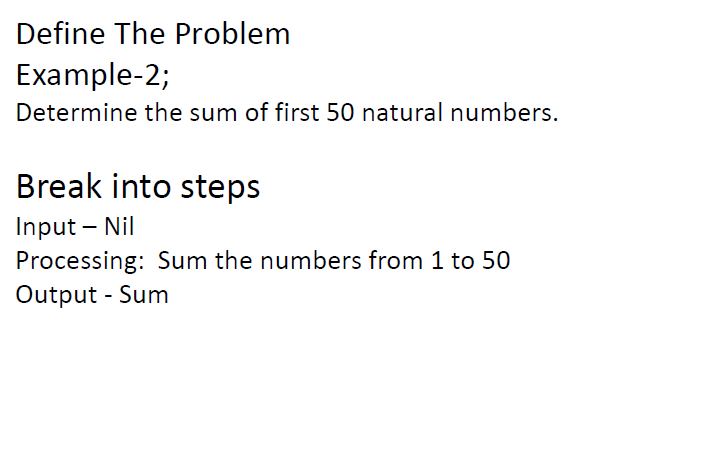 Define The Problem
Example-2;
Determine the sum of first 50 natural numbers.
Break into steps
Input – Nil
Processing:  Sum the numbers from 1 to 50
Output - Sum